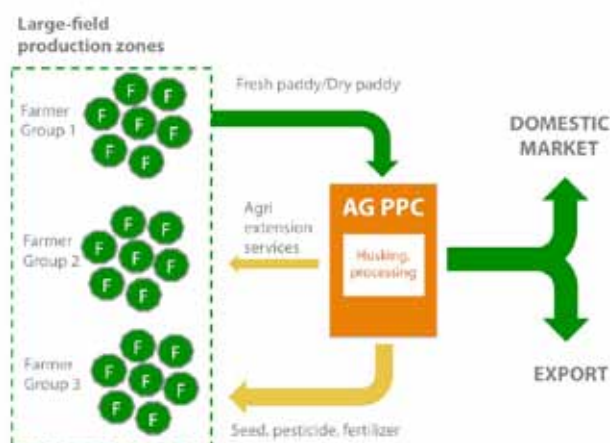 Large-field
production zones
Farmer
Group 1
F
F
F
F
F
F
F
Fresh paddy/Dry paddy
DOMESTIC
MARKET
AG PPC
Husking,
processing
Agri
extension
services
Farmer
Group 2
F
F
F
F
F
F
F
Farmer
Group 3
F
F
F
F
F
F
F
EXPORT
Seed, pesticide, fertilizer